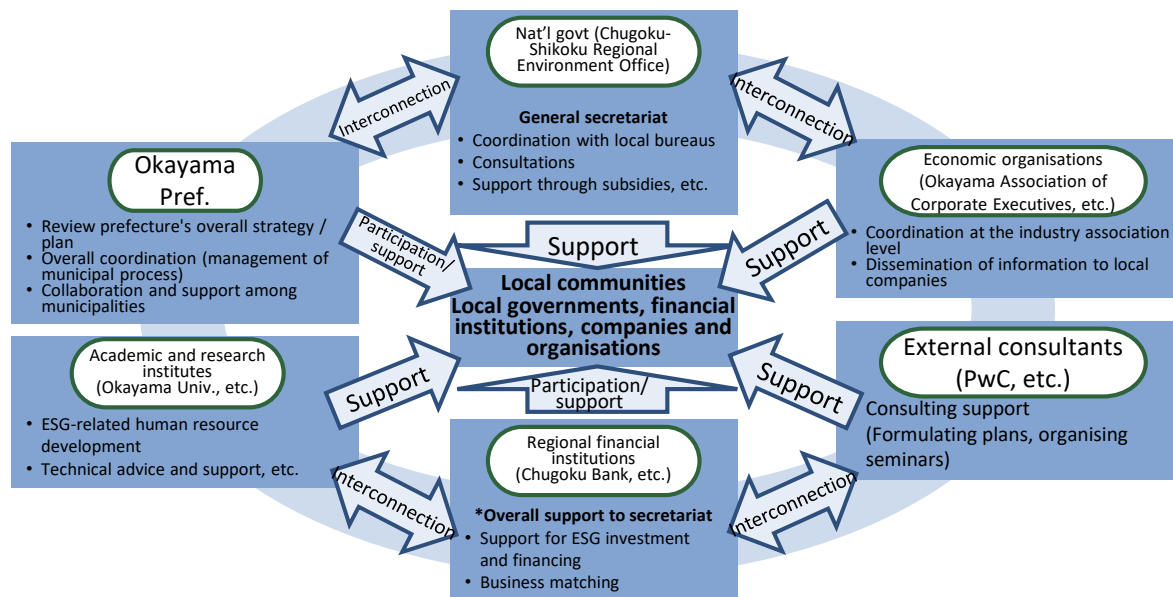 Nat'l govt (Chugoku-
Shikoku Regional
Environment Office)
General secretariat
• Coordination with local bureaus
• Consultations
• Support through subsidies, etc.
Interconnection
Interconnection
Okayama
Pref.
• Review prefecture's overall strategy /
plan
• Overall coordination (management of
municipal process)
• Collaboration and support among
municipalities
Economic organisations
(Okayama Association of
Corporate Executives, etc.)
• Coordination at the industry association
level
• Dissemination of information to local
companies
Participation/
support
Support
Support
Local communities
Local governments, financial
institutions, companies and
organisations
Academic and research
institutes
(Okayama Univ., etc.)
• ESG-related human resource
development
• Technical advice and support, etc.
Support
Participation/
support
Support
External consultants
(PwC, etc.)
Consulting support
(Formulating plans, organising
seminars)
Interconnection
Regional financial
institutions
(Chugoku Bank, etc.)
*Overall support to secretariat
• Support for ESG investment
and financing
• Business matching
Interconnection